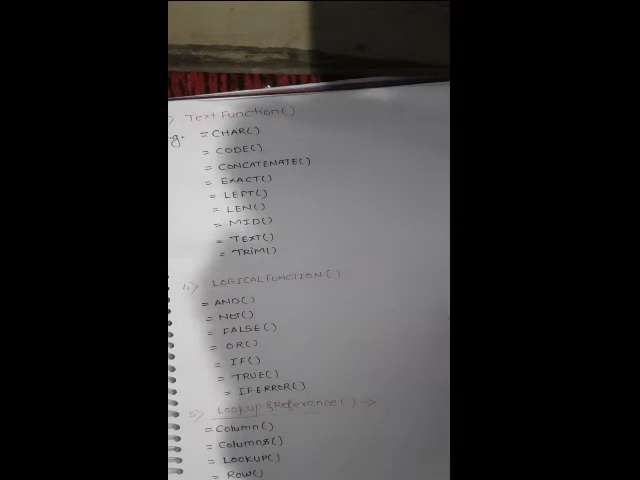 > Text Function()
eg. = CHAR()
= CODE()
= CONCATENATE()
= EXACT()
= LEFT()
= LEN()
= MID()
= TEXT()
= TRIM()
4> LOGICAL FUNCTION()
= AND()
= NOT()
= FALSE()
= OR()
= IF()
= TRUE()
= IFERROR()
5> Lookup & Reference() →
= Column()
= Columns()
= LOOKUP()
= Row()